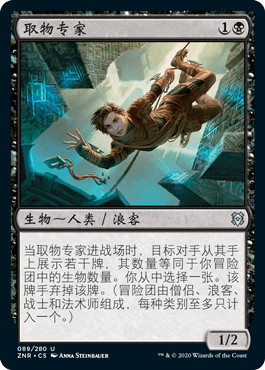 取物专家 1
生物～人类／浪客
当取物专家进战场时，目标对手从其手
上展示若干牌，其数量等同于你冒险
团中的生物数量。你从中选择一张。该
牌手弃掉该牌。（冒险团由僧侣、浪客、
战士和法术师组成，每种类别至多只计
入一个。）
1/2
089/280 U
ZNR • CS ANNA STEINBAUER
™ & © 2020 Wizards of the Coast